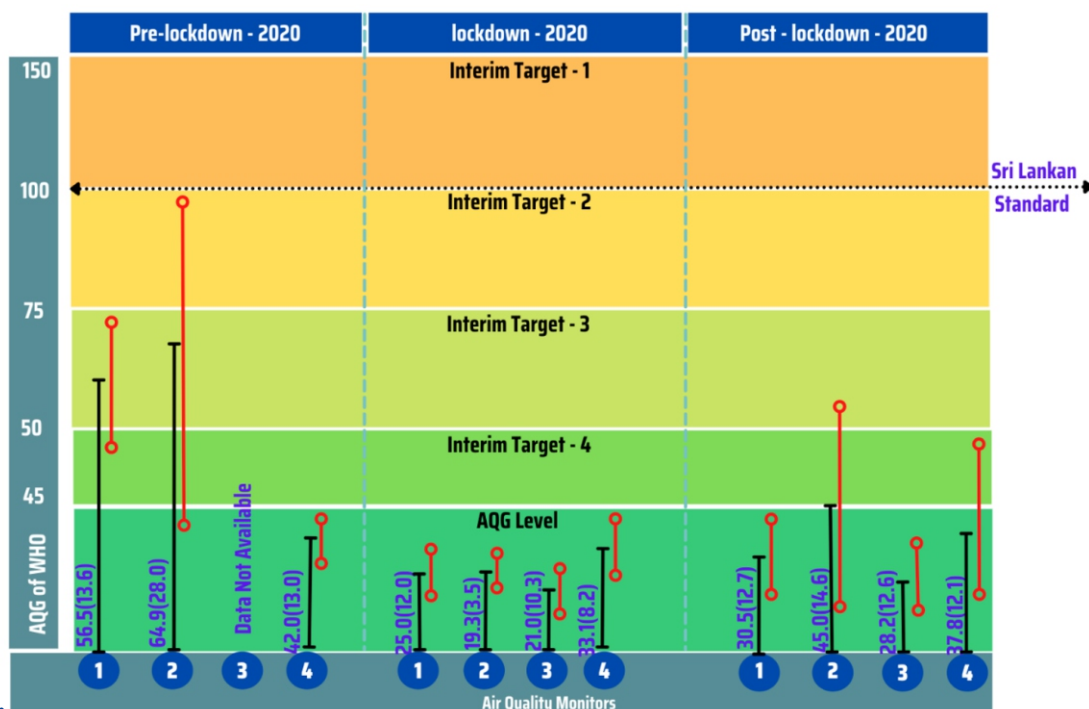 Pre-lockdown - 2020
lockdown - 2020
Post - lockdown - 2020
150
Interim Target - 1
100
Sri Lankan
Standard
Interim Target - 2
75
Interim Target - 3
50
Interim Target - 4
45
AQG Level
AQG of WHO
56.5(13.6)
64.9(28.0)
Data Not Available
42.0(13.0)
25.0(12.0)
19.3(3.5)
21.0(10.3)
33.1(8.2)
30.5(12.7)
45.0(14.6)
28.2(12.6)
37.8(12.1)
1
2
3
4
1
2
3
4
1
2
3
4
Air Quality Monitors